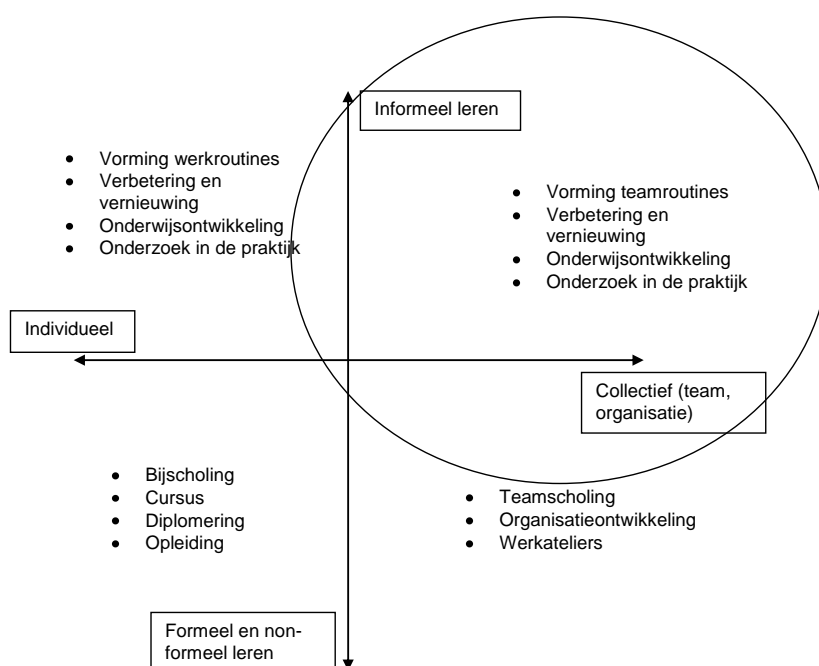 Informeel leren
• Vorming werkroutines
• Verbetering en
vernieuwing
• Onderwijsontwikkeling
• Onderzoek in de praktijk
• Vorming teamroutines
• Verbetering en
vernieuwing
• Onderwijsontwikkeling
• Onderzoek in de praktijk
Individueel
Collectief (team,
organisatie)
• Bijscholing
• Cursus
• Diplomering
• Opleiding
• Teamscholing
• Organisatieontwikkeling
• Werkateliers
Formeel en non-
formeel leren